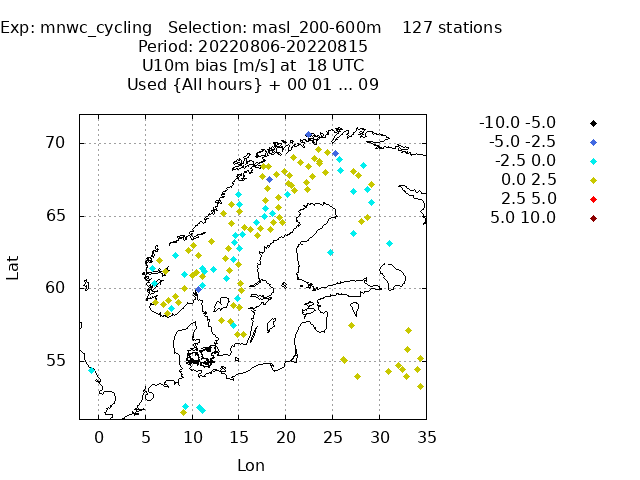 Exp: mnwc_cycling Selection: masl_200-600m 127 stations
Period: 20220806-20220815
U10m bias [m/s] at 18 UTC
Used {All hours} + 00 01 ... 09
-10.0 -5.0
-5.0 -2.5
-2.5 0.0
0.0 2.5
2.5 5.0
5.0 10.0
70
65
60
55
Lat
0 5 10 15 20 25 30 35
Lon